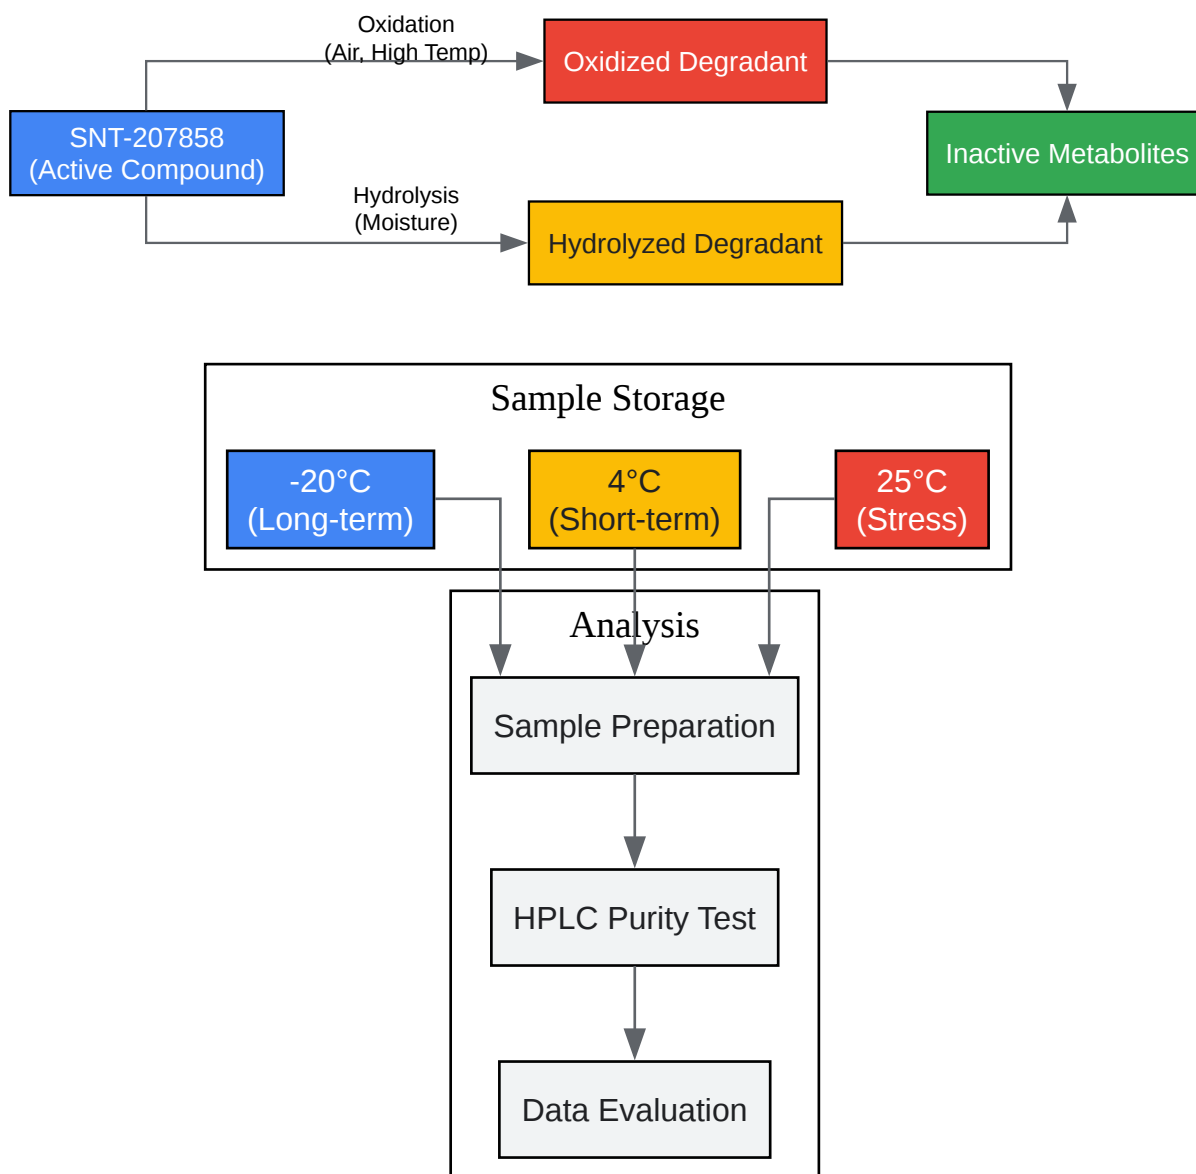 Oxidation
(Air, High Temp)
Oxidized Degradant
SNT-207858
(Active Compound)
Inactive Metabolites
Hydrolysis
(Moisture)
Hydrolyzed Degradant
Sample Storage
-20°C
(Long-term)
4°C
(Short-term)
25°C
(Stress)
Analysis
Sample Preparation
HPLC Purity Test
Data Evaluation